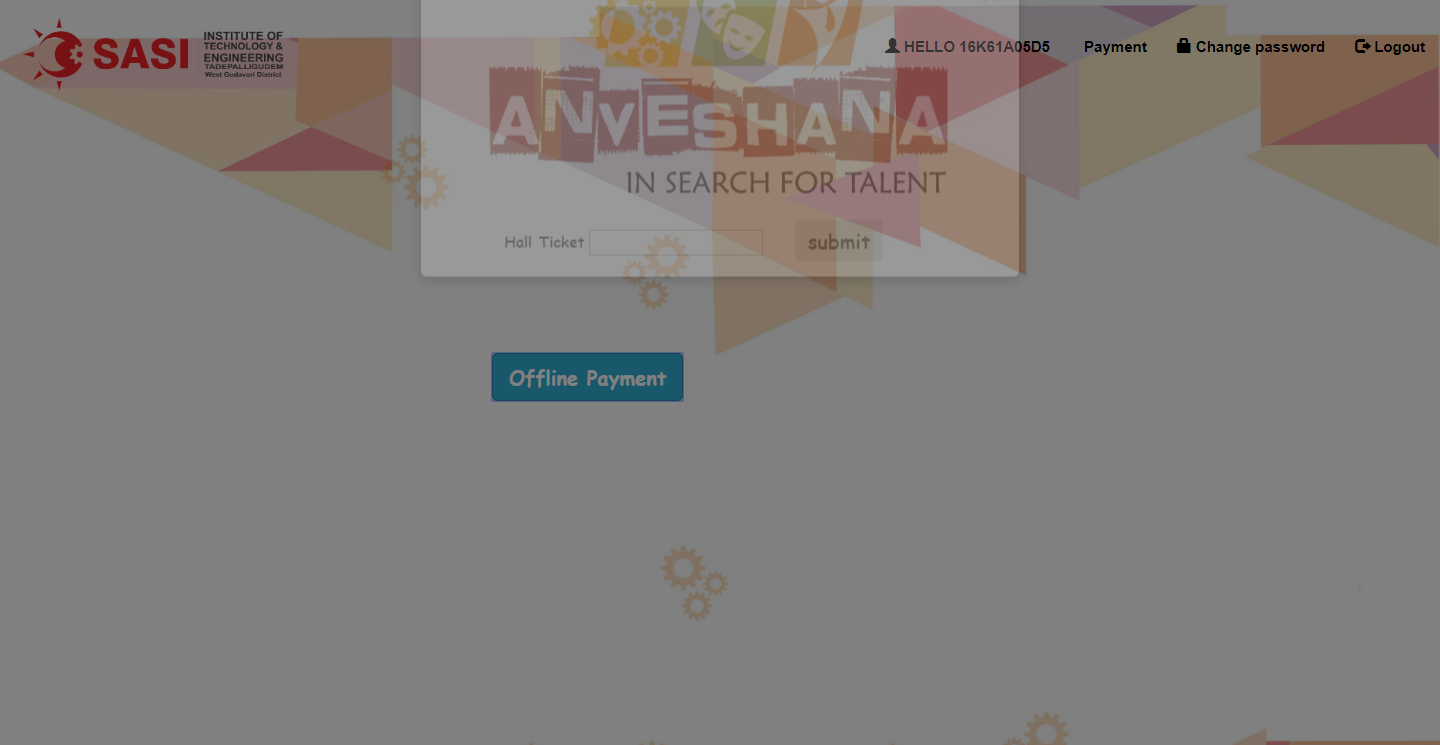 SASI
INSTITUTE OF
TECHNOLOGY &
ENGINEERING
TADEPALLIGUDEM
West Godavari District
HELLO 16K61A05D5
Payment
Change password
Logout
ANVESHANA
IN SEARCH FOR TALENT
Hall Ticket
submit
Offline Payment